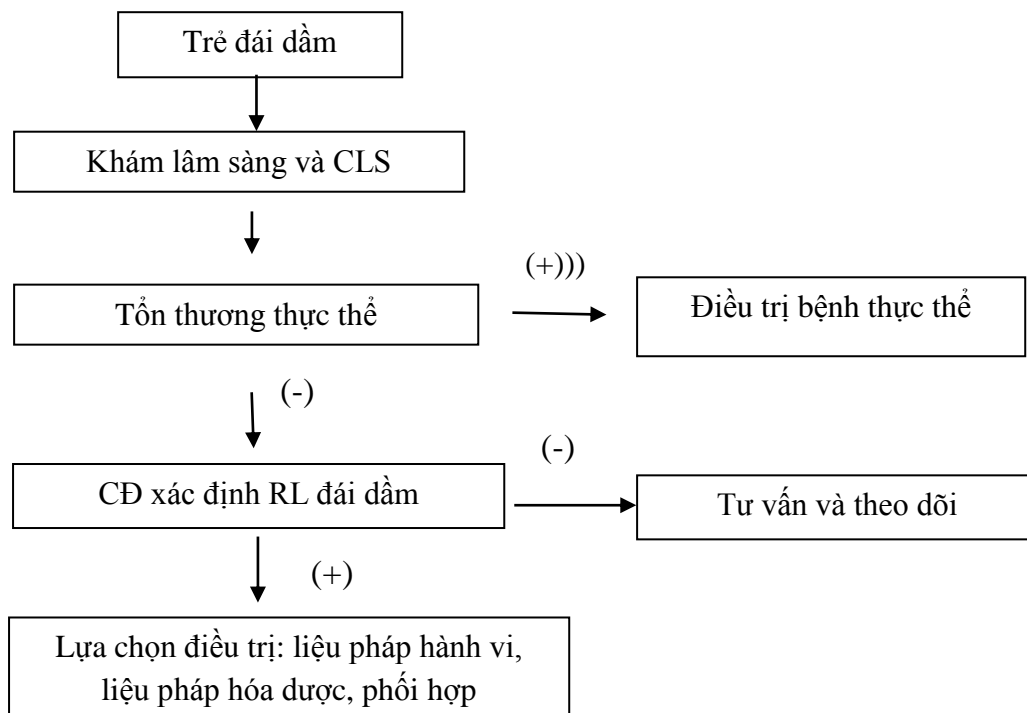 Trẻ đái dầm
Khám lâm sàng và CLS
(+)))
Tổn thương thực thể
Điều trị bệnh thực thể
(-)
(-)
CĐ xác định RL đái dầm
Tư vấn và theo dõi
(+)
Lựa chọn điều trị: liệu pháp hành vi,
liệu pháp hóa dược, phối hợp